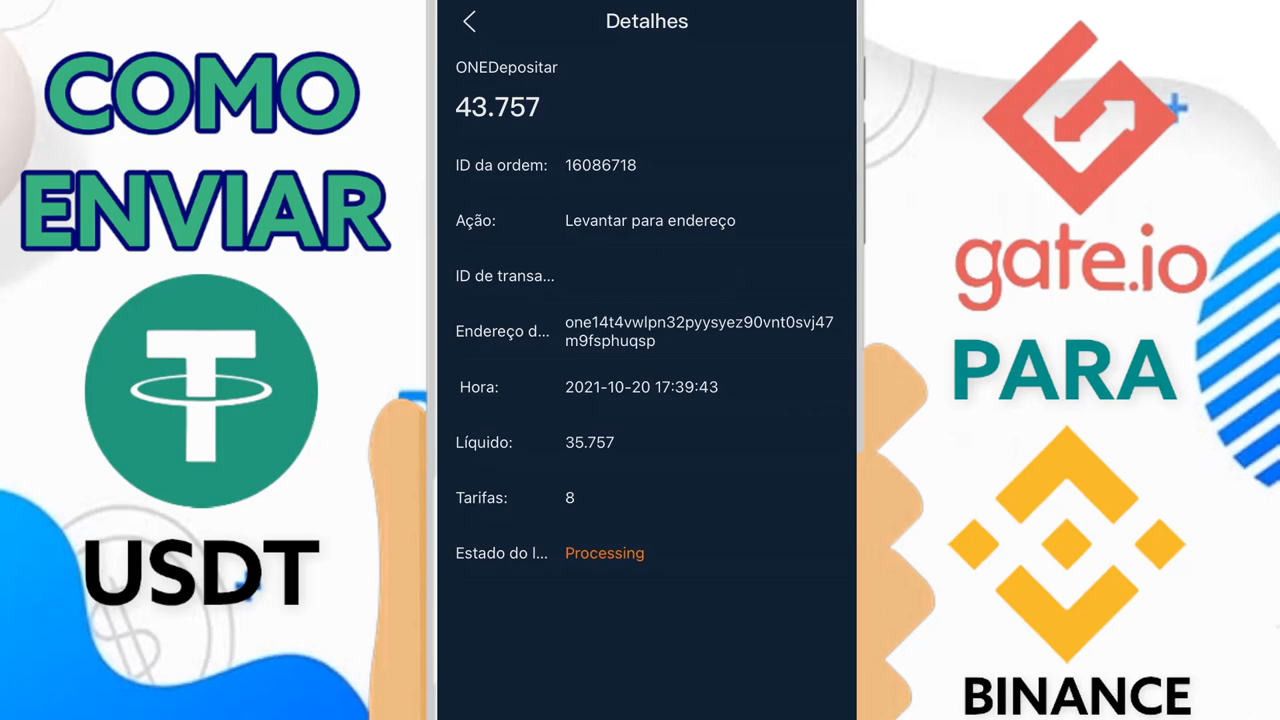 COMO
ENVIAR
USDT
Detalhes
ONEDepositar
43.757
ID da ordem: 16086718
Ação: Levantar para endereço
ID de transa...
Endereço d... one14t4vwlpn32pyysyez90vnt0svj47
m9fsphuqsp
Hora: 2021-10-20 17:39:43
Líquido: 35.757
Tarifas: 8
Estado do l... Processing
gate.io
PARA
BINANCE